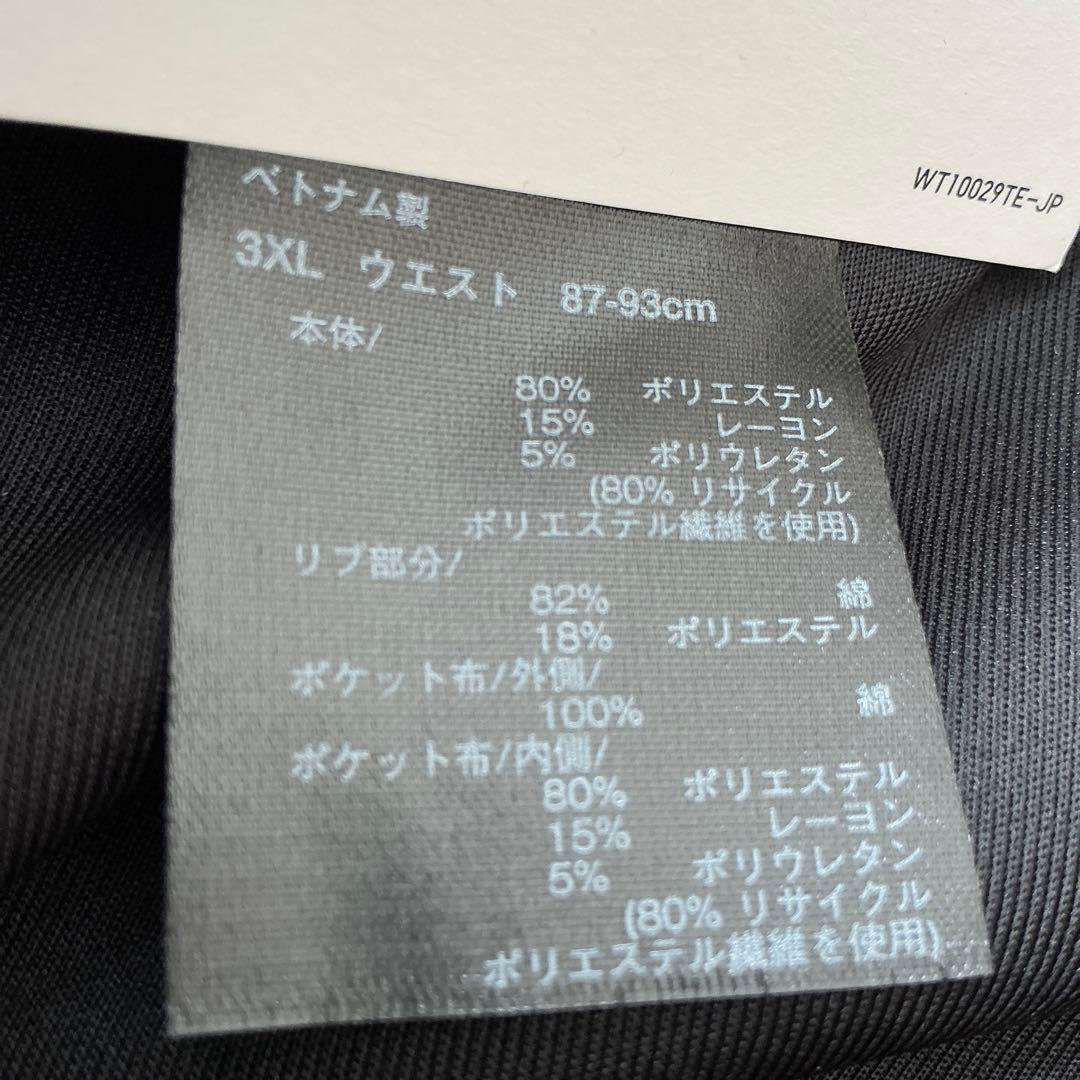 WT10029TE-JP
ベトナム製
3XL ウエスト 87-93cm
本体/
80% ポリエステル
15% レーヨン
5% ポリウレタン
(80% リサイクル
ポリエステル繊維を使用)
リブ部分/
82% 綿
18% ポリエステル
ポケット布/外側/
100% 綿
ポケット布/内側/
80% ポリエステル
15% レーヨン
5% ポリウレタン
(80% リサイクル
ポリエステル繊維を使用)